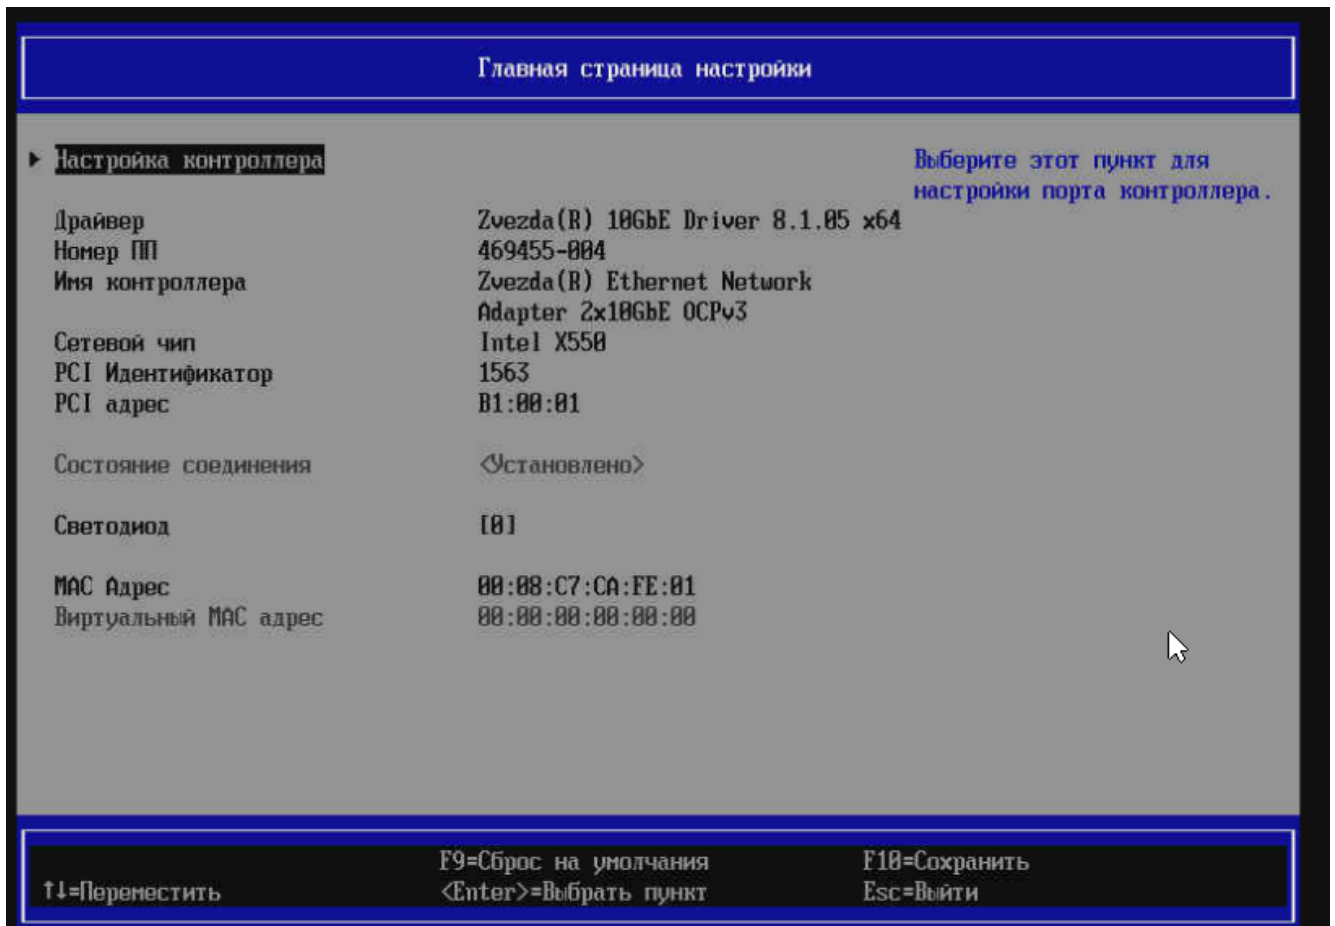 Главная страница настройки
Настройка контроллера
Выберите этот пункт для
настройки порта контроллера.
Драйвер Zvezda(R) 10GbE Driver 8.1.05 x64
Номер ПП 469455-004
Имя контроллера Zvezda(R) Ethernet Network
Adapter 2x10GbE OCPv3
Сетевой чип Intel X550
PCI Идентификатор 1563
PCI адрес B1:00:01
Состояние соединения <Установлено>
Светодиод [0]
MAC Адрес 00:08:C7:CA:FE:01
Виртуальный MAC адрес 00:00:00:00:00:00
F9=Сброс на умолчания F10=Сохранить
↑↓=Переместить <Enter>=Выбрать пункт Esc=Выйти